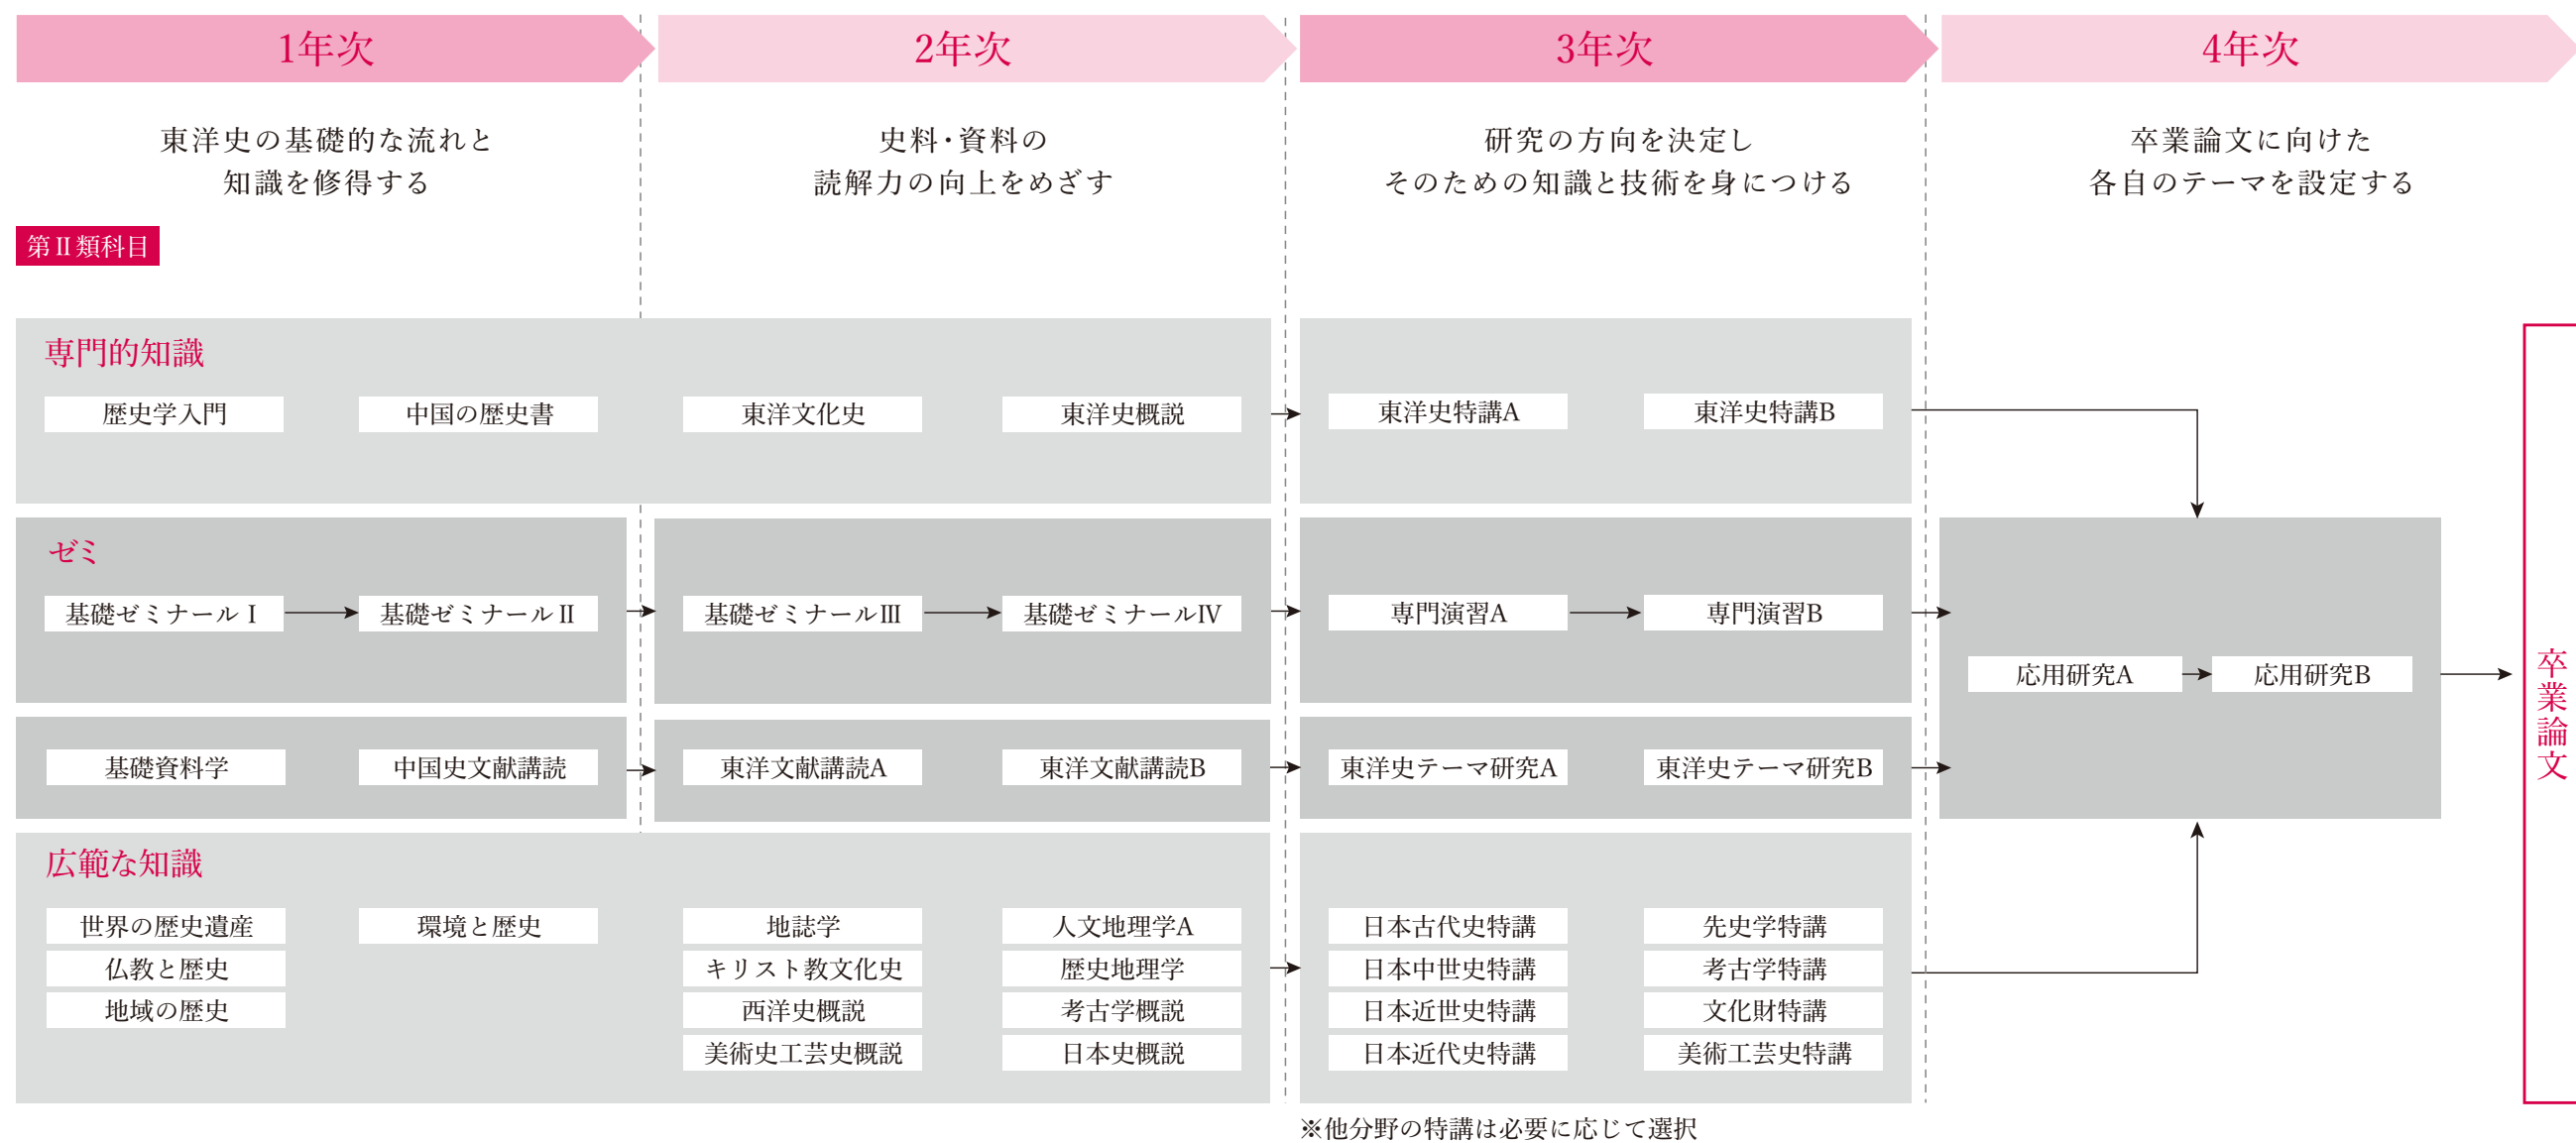 1年次
2年次
3年次
4年次
東洋史の基礎的な流れと
知識を修得する
史料・資料の
読解力の向上をめざす
研究の方向を決定し
そのための知識と技術を身につける
卒業論文に向けた
各自のテーマを設定する
第Ⅱ類科目
専門的知識
歴史学入門
中国の歴史書
東洋文化史
東洋史概説
東洋史特講A
東洋史特講B
ゼミ
基礎ゼミナールⅠ
基礎ゼミナールⅡ
基礎ゼミナールⅢ
基礎ゼミナールⅣ
専門演習A
専門演習B
応用研究A
応用研究B
卒業論文
基礎資料学
中国史文献講読
東洋文献講読A
東洋文献講読B
東洋史テーマ研究A
東洋史テーマ研究B
広範な知識
世界の歴史遺産
仏教と歴史
地域の歴史
環境と歴史
地誌学
キリスト教文化史
西洋史概説
美術史工芸史概説
人文地理学A
歴史地理学
考古学概説
日本史概説
日本古代史特講
日本中世史特講
日本近世史特講
日本近代史特講
先史学特講
考古学特講
文化財特講
美術工芸史特講
※他分野の特講は必要に応じて選択